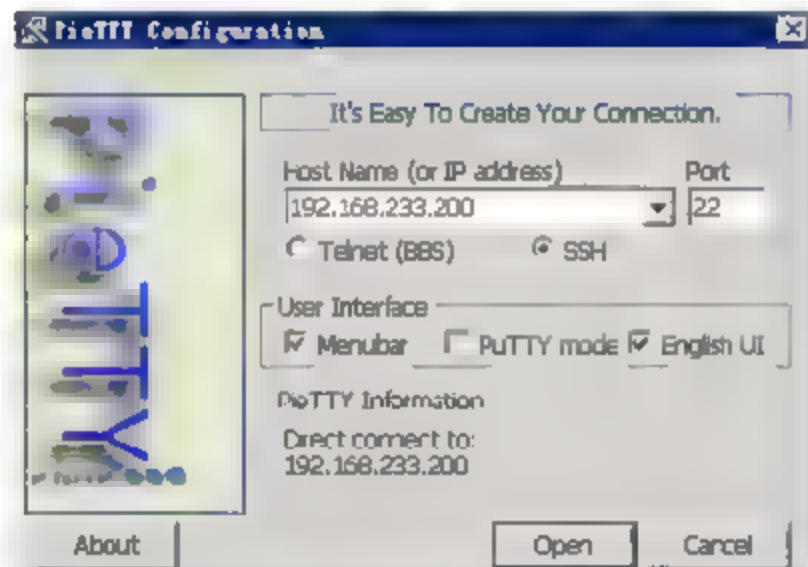 PieTTY Configuration
PieTTY
It's Easy To Create Your Connection.
Host Name (or IP address) Port
192.168.233.200 22
Telnet (BBS) SSH
User Interface
Menubar PuTTY mode English UI
PieTTY Information
Direct connect to:
192.168.233.200
About Open Cancel